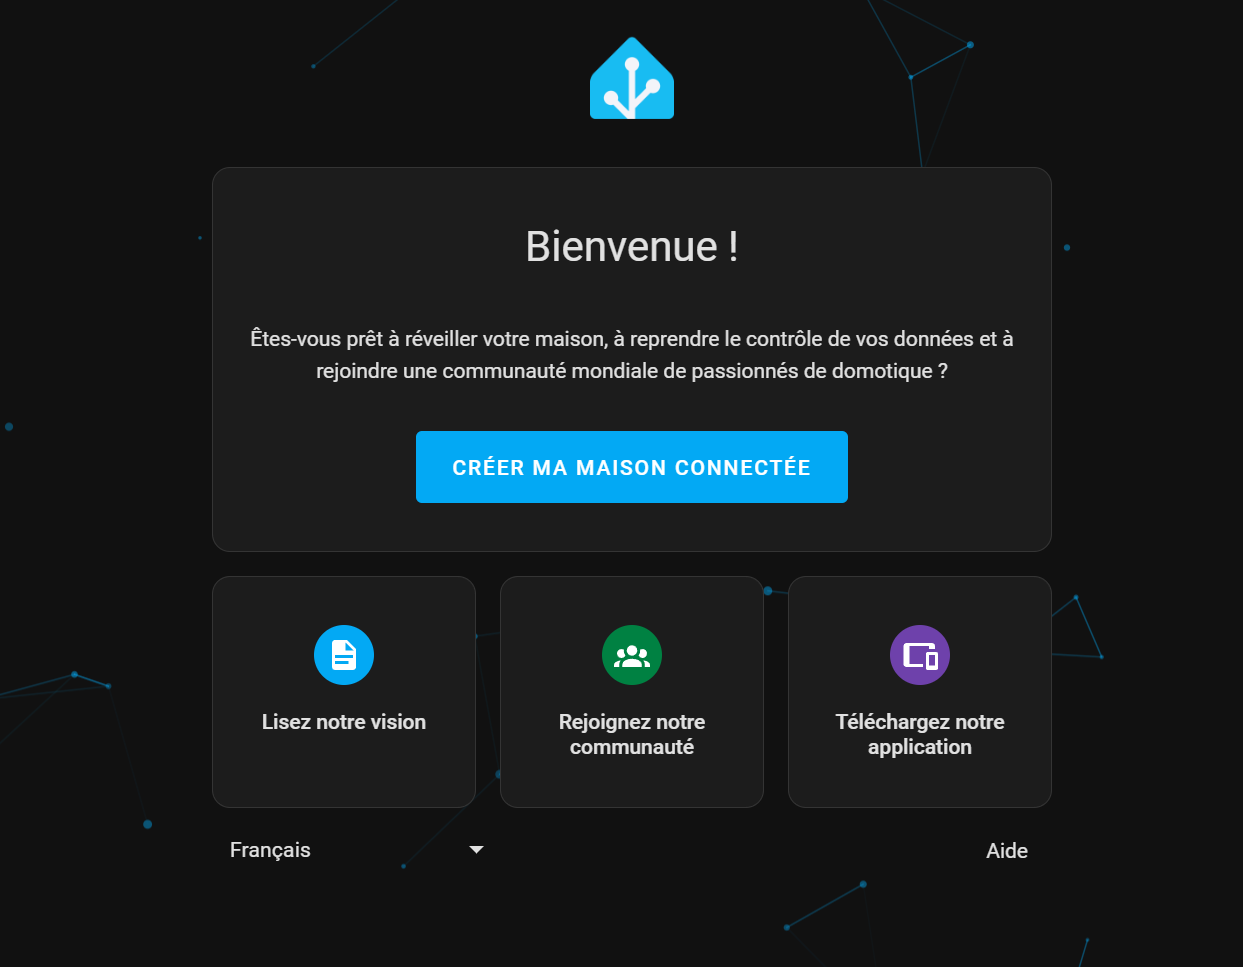 Bienvenue !
Êtes-vous prêt à réveiller votre maison, à reprendre le contrôle de vos données et à
rejoindre une communauté mondiale de passionnés de domotique ?
CRÉER MA MAISON CONNECTÉE
Lisez notre vision
Rejoignez notre
communauté
Téléchargez notre
application
Français
Aide